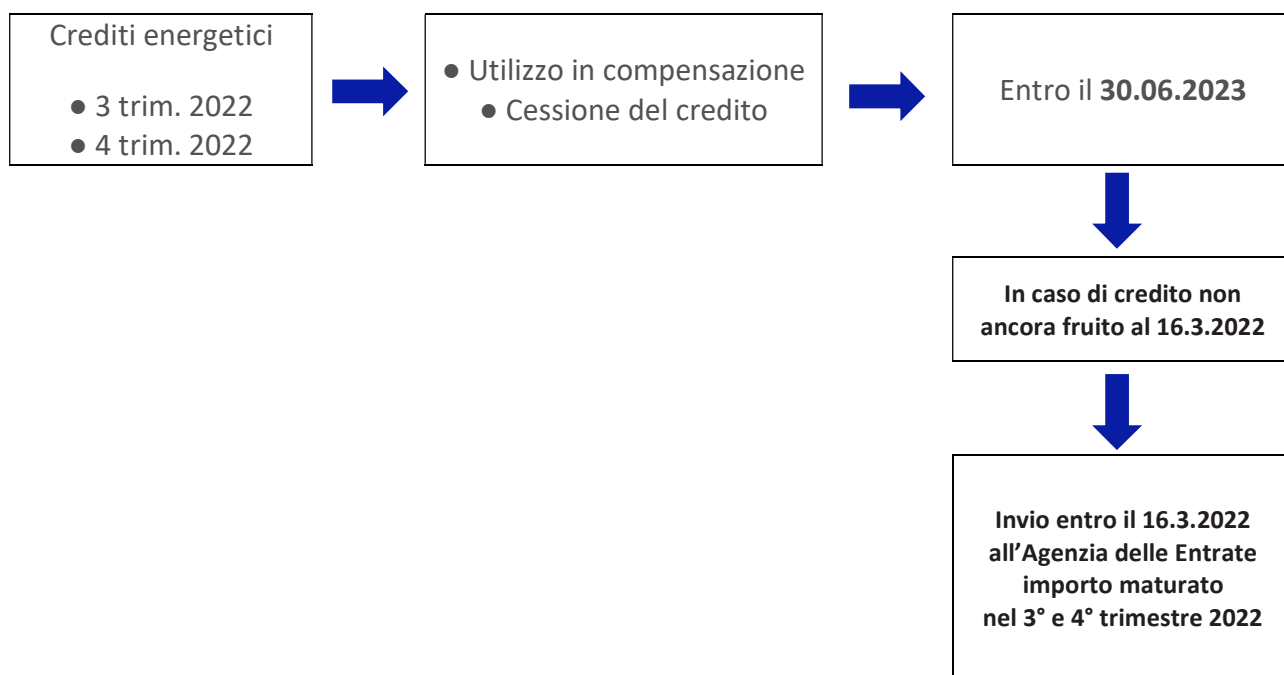 Crediti energetici
● 3 trim. 2022
● 4 trim. 2022
● Utilizzo in compensazione
● Cessione del credito
Entro il 30.06.2023
In caso di credito non
ancora fruito al 16.3.2022
Invio entro il 16.3.2022
all’Agenzia delle Entrate
importo maturato
nel 3° e 4° trimestre 2022